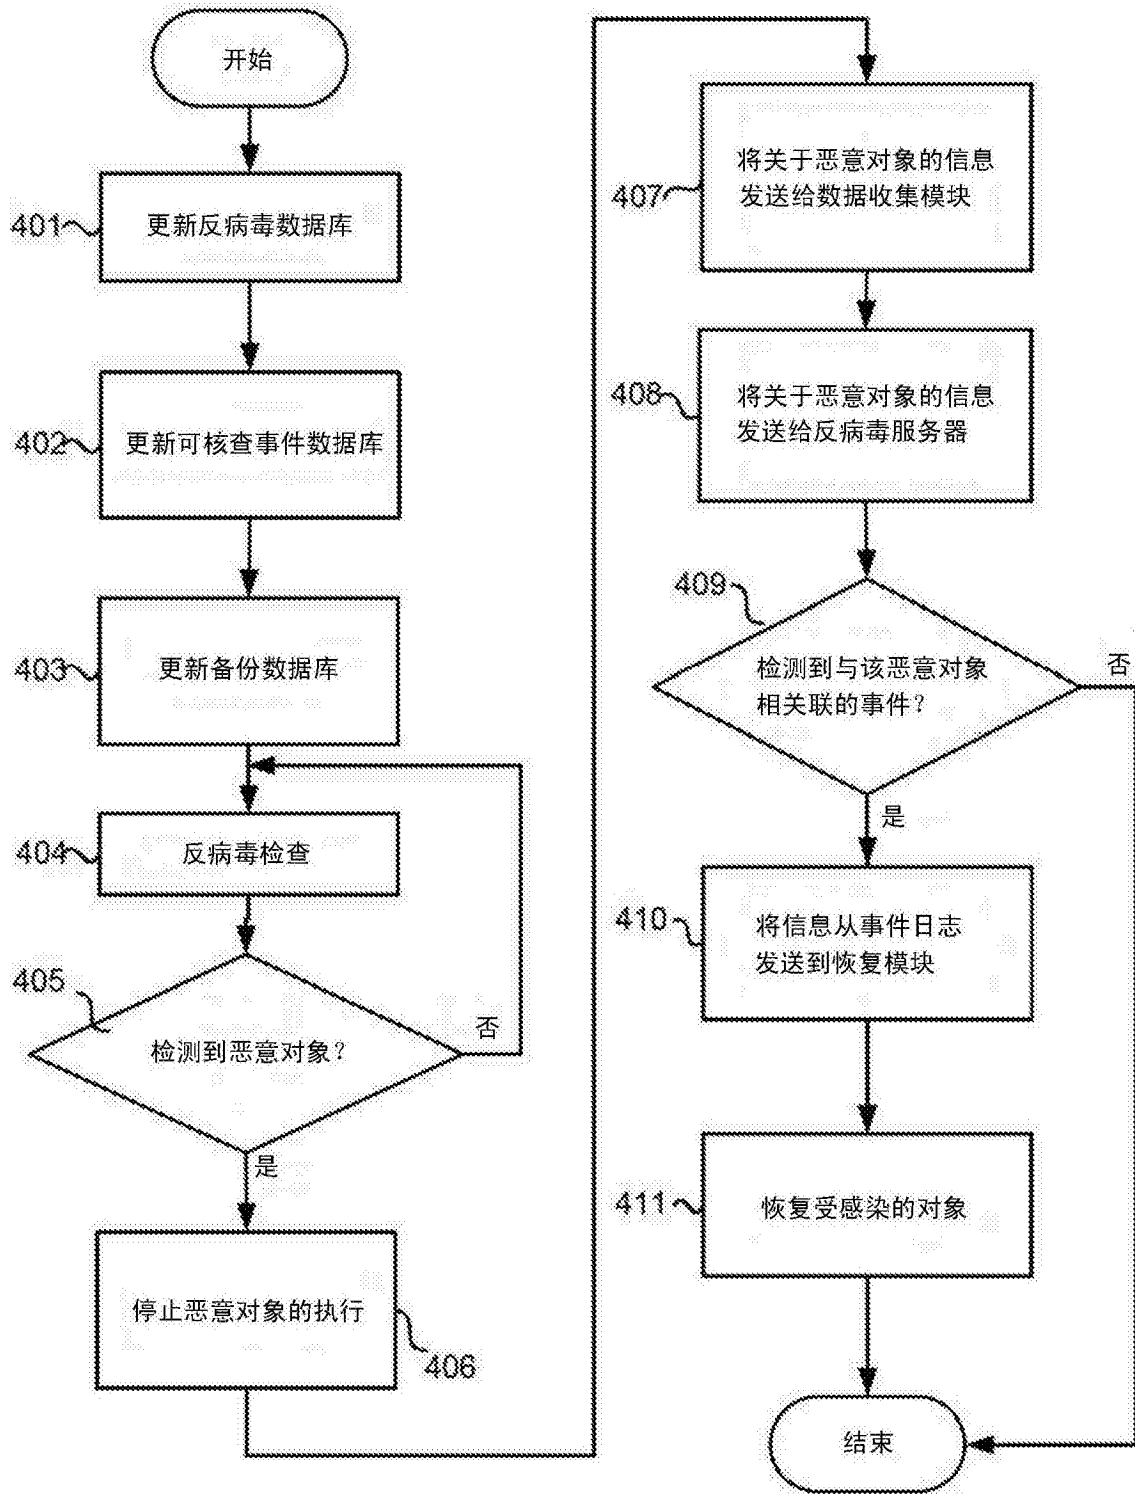 开始
401
更新反病毒数据库
402
更新可核查事件数据库
403
更新备份数据库
404
反病毒检查
405
检测到恶意对象？
否
是
停止恶意对象的执行
406
407
将关于恶意对象的信息
发送给数据收集模块
408
将关于恶意对象的信息
发送给反病毒服务器
409
检测到与该恶意对象
相关联的事件？
否
是
410
将信息从事件日志
发送到恢复模块
411
恢复受感染的对象
结束